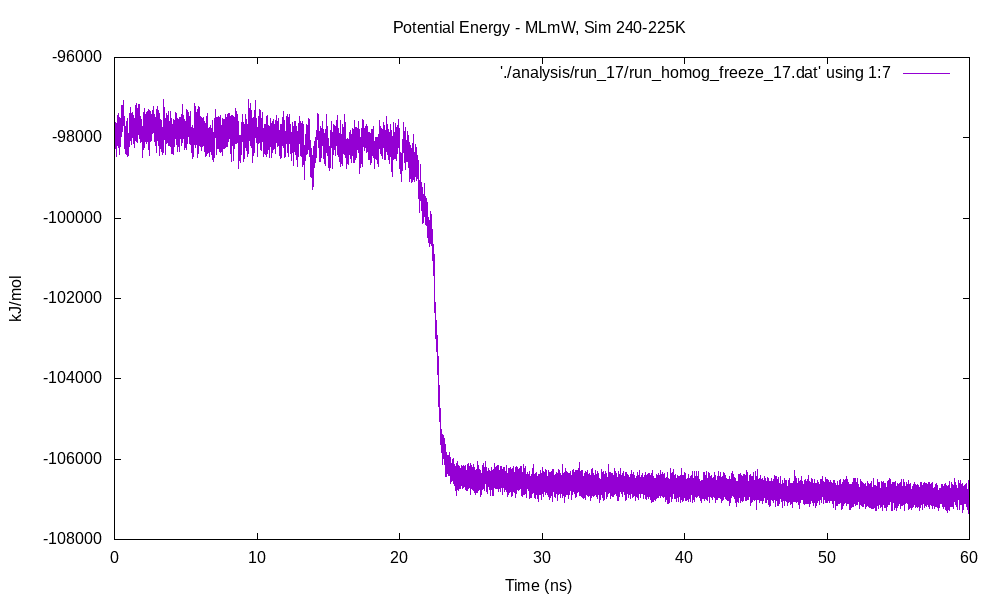 Potential Energy - MLmW, Sim 240-225K
'./analysis/run_17/run_homog_freeze_17.dat' using 1:7
kJ/mol
-96000
-98000
-100000
-102000
-104000
-106000
-108000
0 10 20 30 40 50 60
Time (ns)